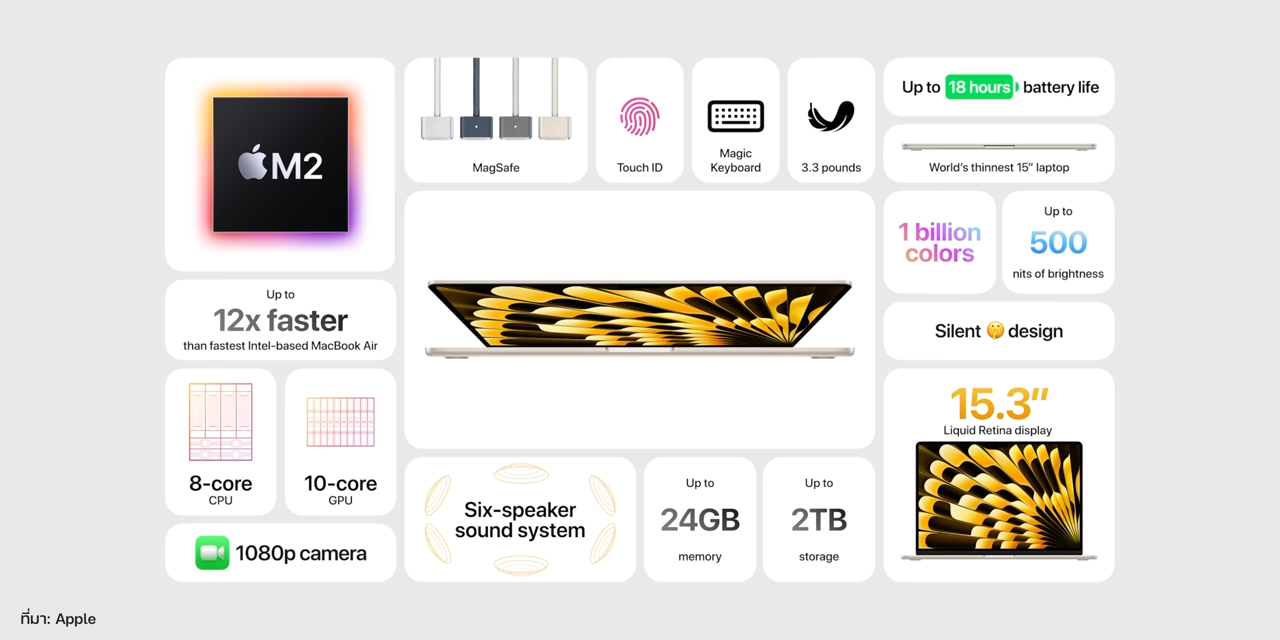 M2
Up to
12x faster
than fastest Intel-based MacBook Air
8-core
CPU
10-core
GPU
1080p camera
MagSafe
Touch ID
Magic
Keyboard
3.3 pounds
Six-speaker
sound system
Up to
24GB
memory
Up to
2TB
storage
Up to 18 hours battery life
World’s thinnest 15” laptop
1 billion
colors
Up to
500
nits of brightness
Silent design
15.3”
Liquid Retina display
ที่มา: Apple